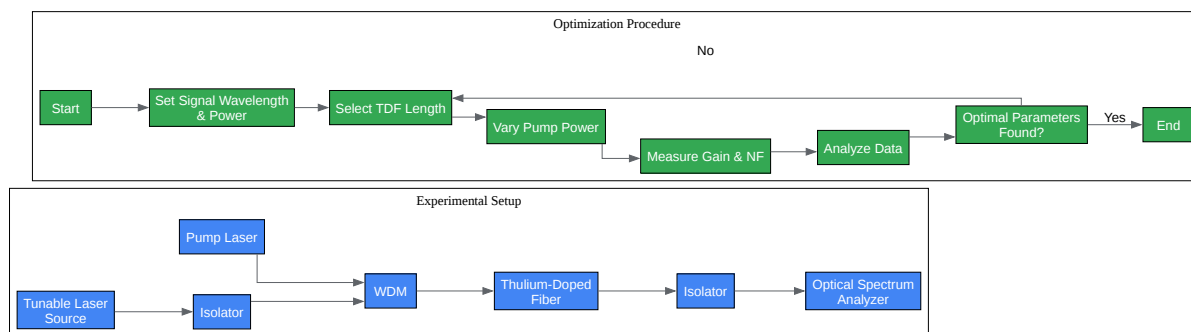 Optimization Procedure
No
Start
Set Signal Wavelength
& Power
Select TDF Length
Vary Pump Power
Measure Gain & NF
Analyze Data
Optimal Parameters
Found?
Yes
End
Experimental Setup
Pump Laser
Tunable Laser
Source
Isolator
WDM
Thulium-Doped
Fiber
Isolator
Optical Spectrum
Analyzer